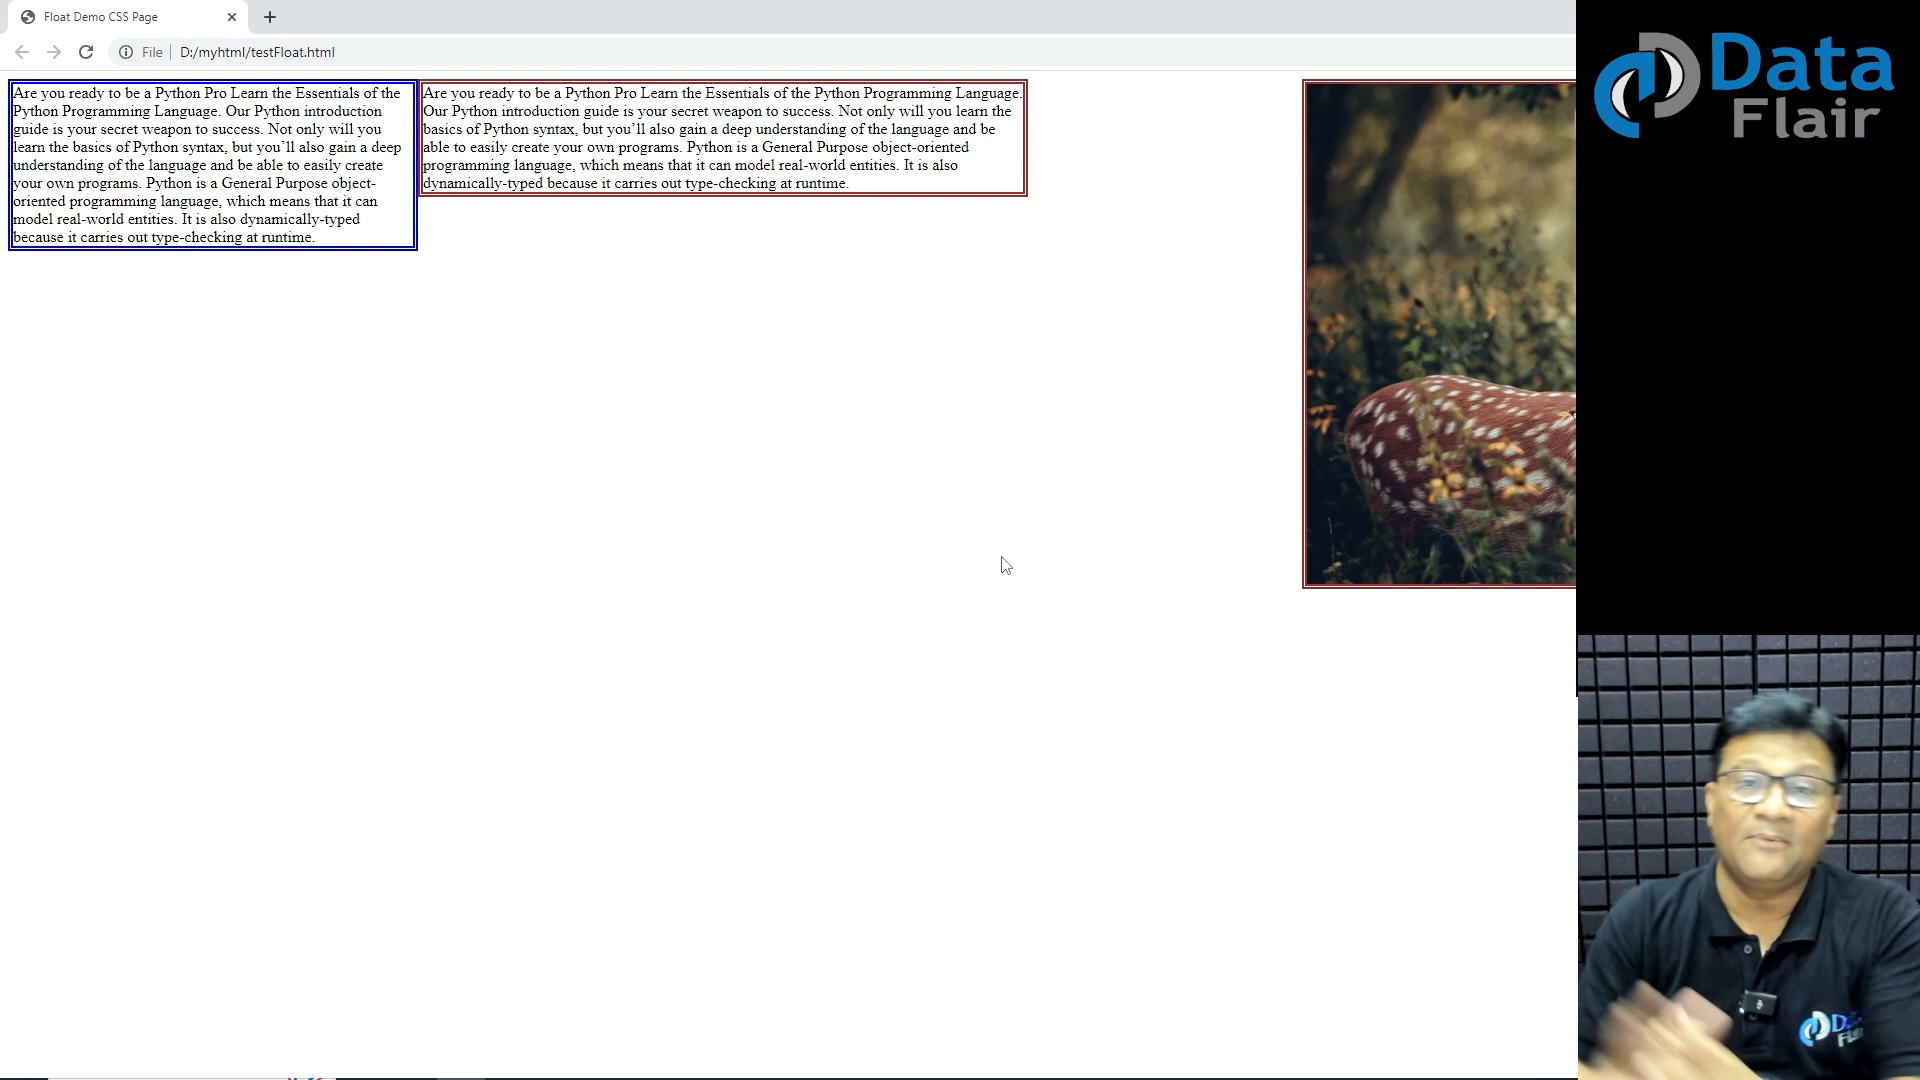 Float Demo CSS Page
File
D:/myhtml/testFloat.html
Are you ready to be a Python Pro Learn the Essentials of the
Python Programming Language. Our Python introduction
guide is your secret weapon to success. Not only will you
learn the basics of Python syntax, but you’ll also gain a deep
understanding of the language and be able to easily create
your own programs. Python is a General Purpose object-
oriented programming language, which means that it can
model real-world entities. It is also dynamically-typed
because it carries out type-checking at runtime.
Are you ready to be a Python Pro Learn the Essentials of the Python Programming Language.
Our Python introduction guide is your secret weapon to success. Not only will you learn the
basics of Python syntax, but you’ll also gain a deep understanding of the language and be
able to easily create your own programs. Python is a General Purpose object-oriented
programming language, which means that it can model real-world entities. It is also
dynamically-typed because it carries out type-checking at runtime.
Data
Flair